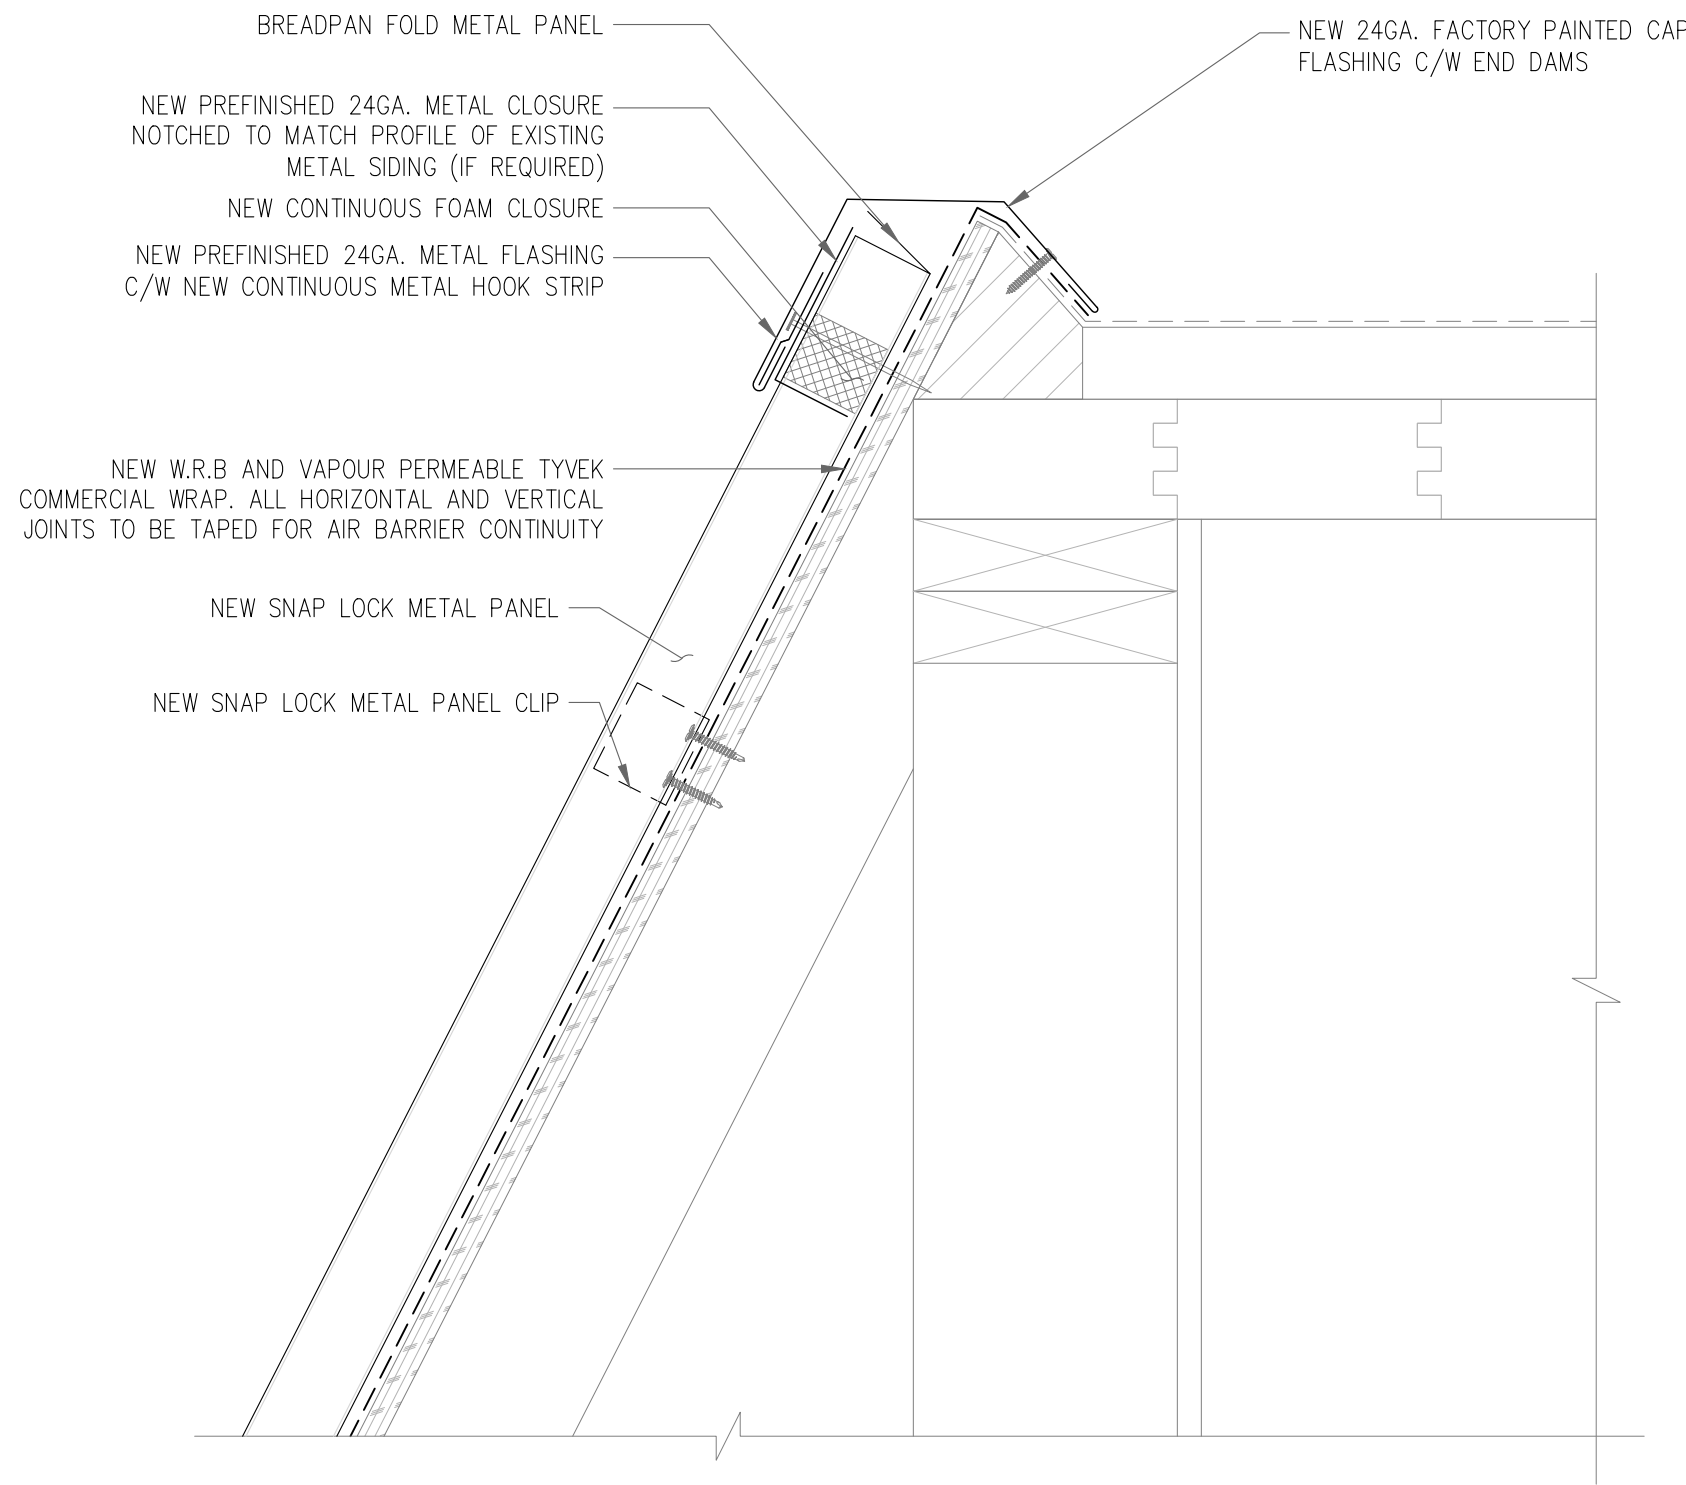 BREADPAN FOLD METAL PANEL
NEW PREFINISHED 24GA. METAL CLOSURE
NOTCHED TO MATCH PROFILE OF EXISTING
METAL SIDING (IF REQUIRED)
NEW CONTINUOUS FOAM CLOSURE
NEW PREFINISHED 24GA. METAL FLASHING
C/W NEW CONTINUOUS METAL HOOK STRIP
NEW W.R.B AND VAPOUR PERMEABLE TYVEK
COMMERCIAL WRAP. ALL HORIZONTAL AND VERTICAL
JOINTS TO BE TAPED FOR AIR BARRIER CONTINUITY
NEW SNAP LOCK METAL PANEL
NEW SNAP LOCK METAL PANEL CLIP
NEW 24GA. FACTORY PAINTED CAP
FLASHING C/W END DAMS